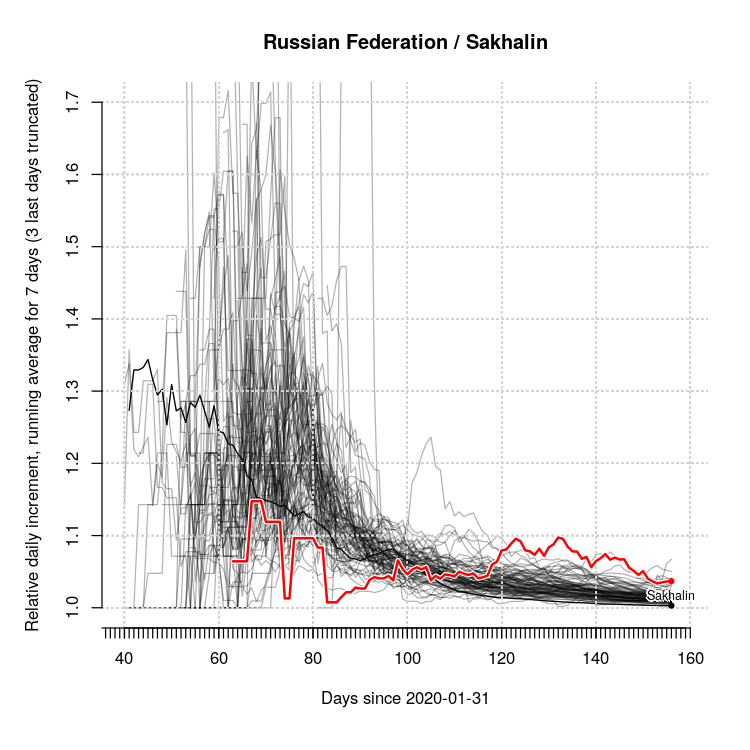 Russian Federation / Sakhalin
Relative daily increment, running average for 7 days (3 last days truncated)
1.7
1.6
1.5
1.4
1.3
1.2
1.1
1.0
Sakhalin
40 60 80 100 120 140 160
Days since 2020-01-31